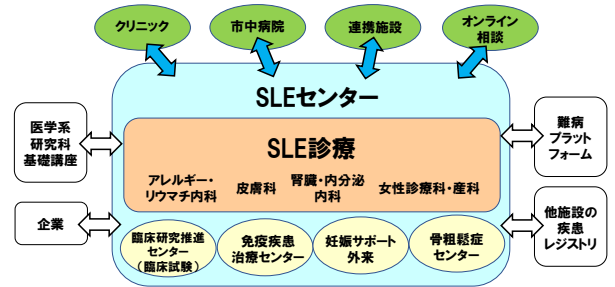 クリニック
市中病院
連携施設
オンライン
相談
SLEセンター
医学系
研究科
基礎講座
企業
SLE診療
アレルギー・
リウマチ内科
皮膚科
腎臓・内分泌
内科
女性診療科・産科
臨床研究推進
センター
（臨床試験）
免疫疾患
治療センター
妊娠サポート
外来
骨粗鬆症
センター
難病
プラット
フォーム
他施設の
疾患
レジストリ